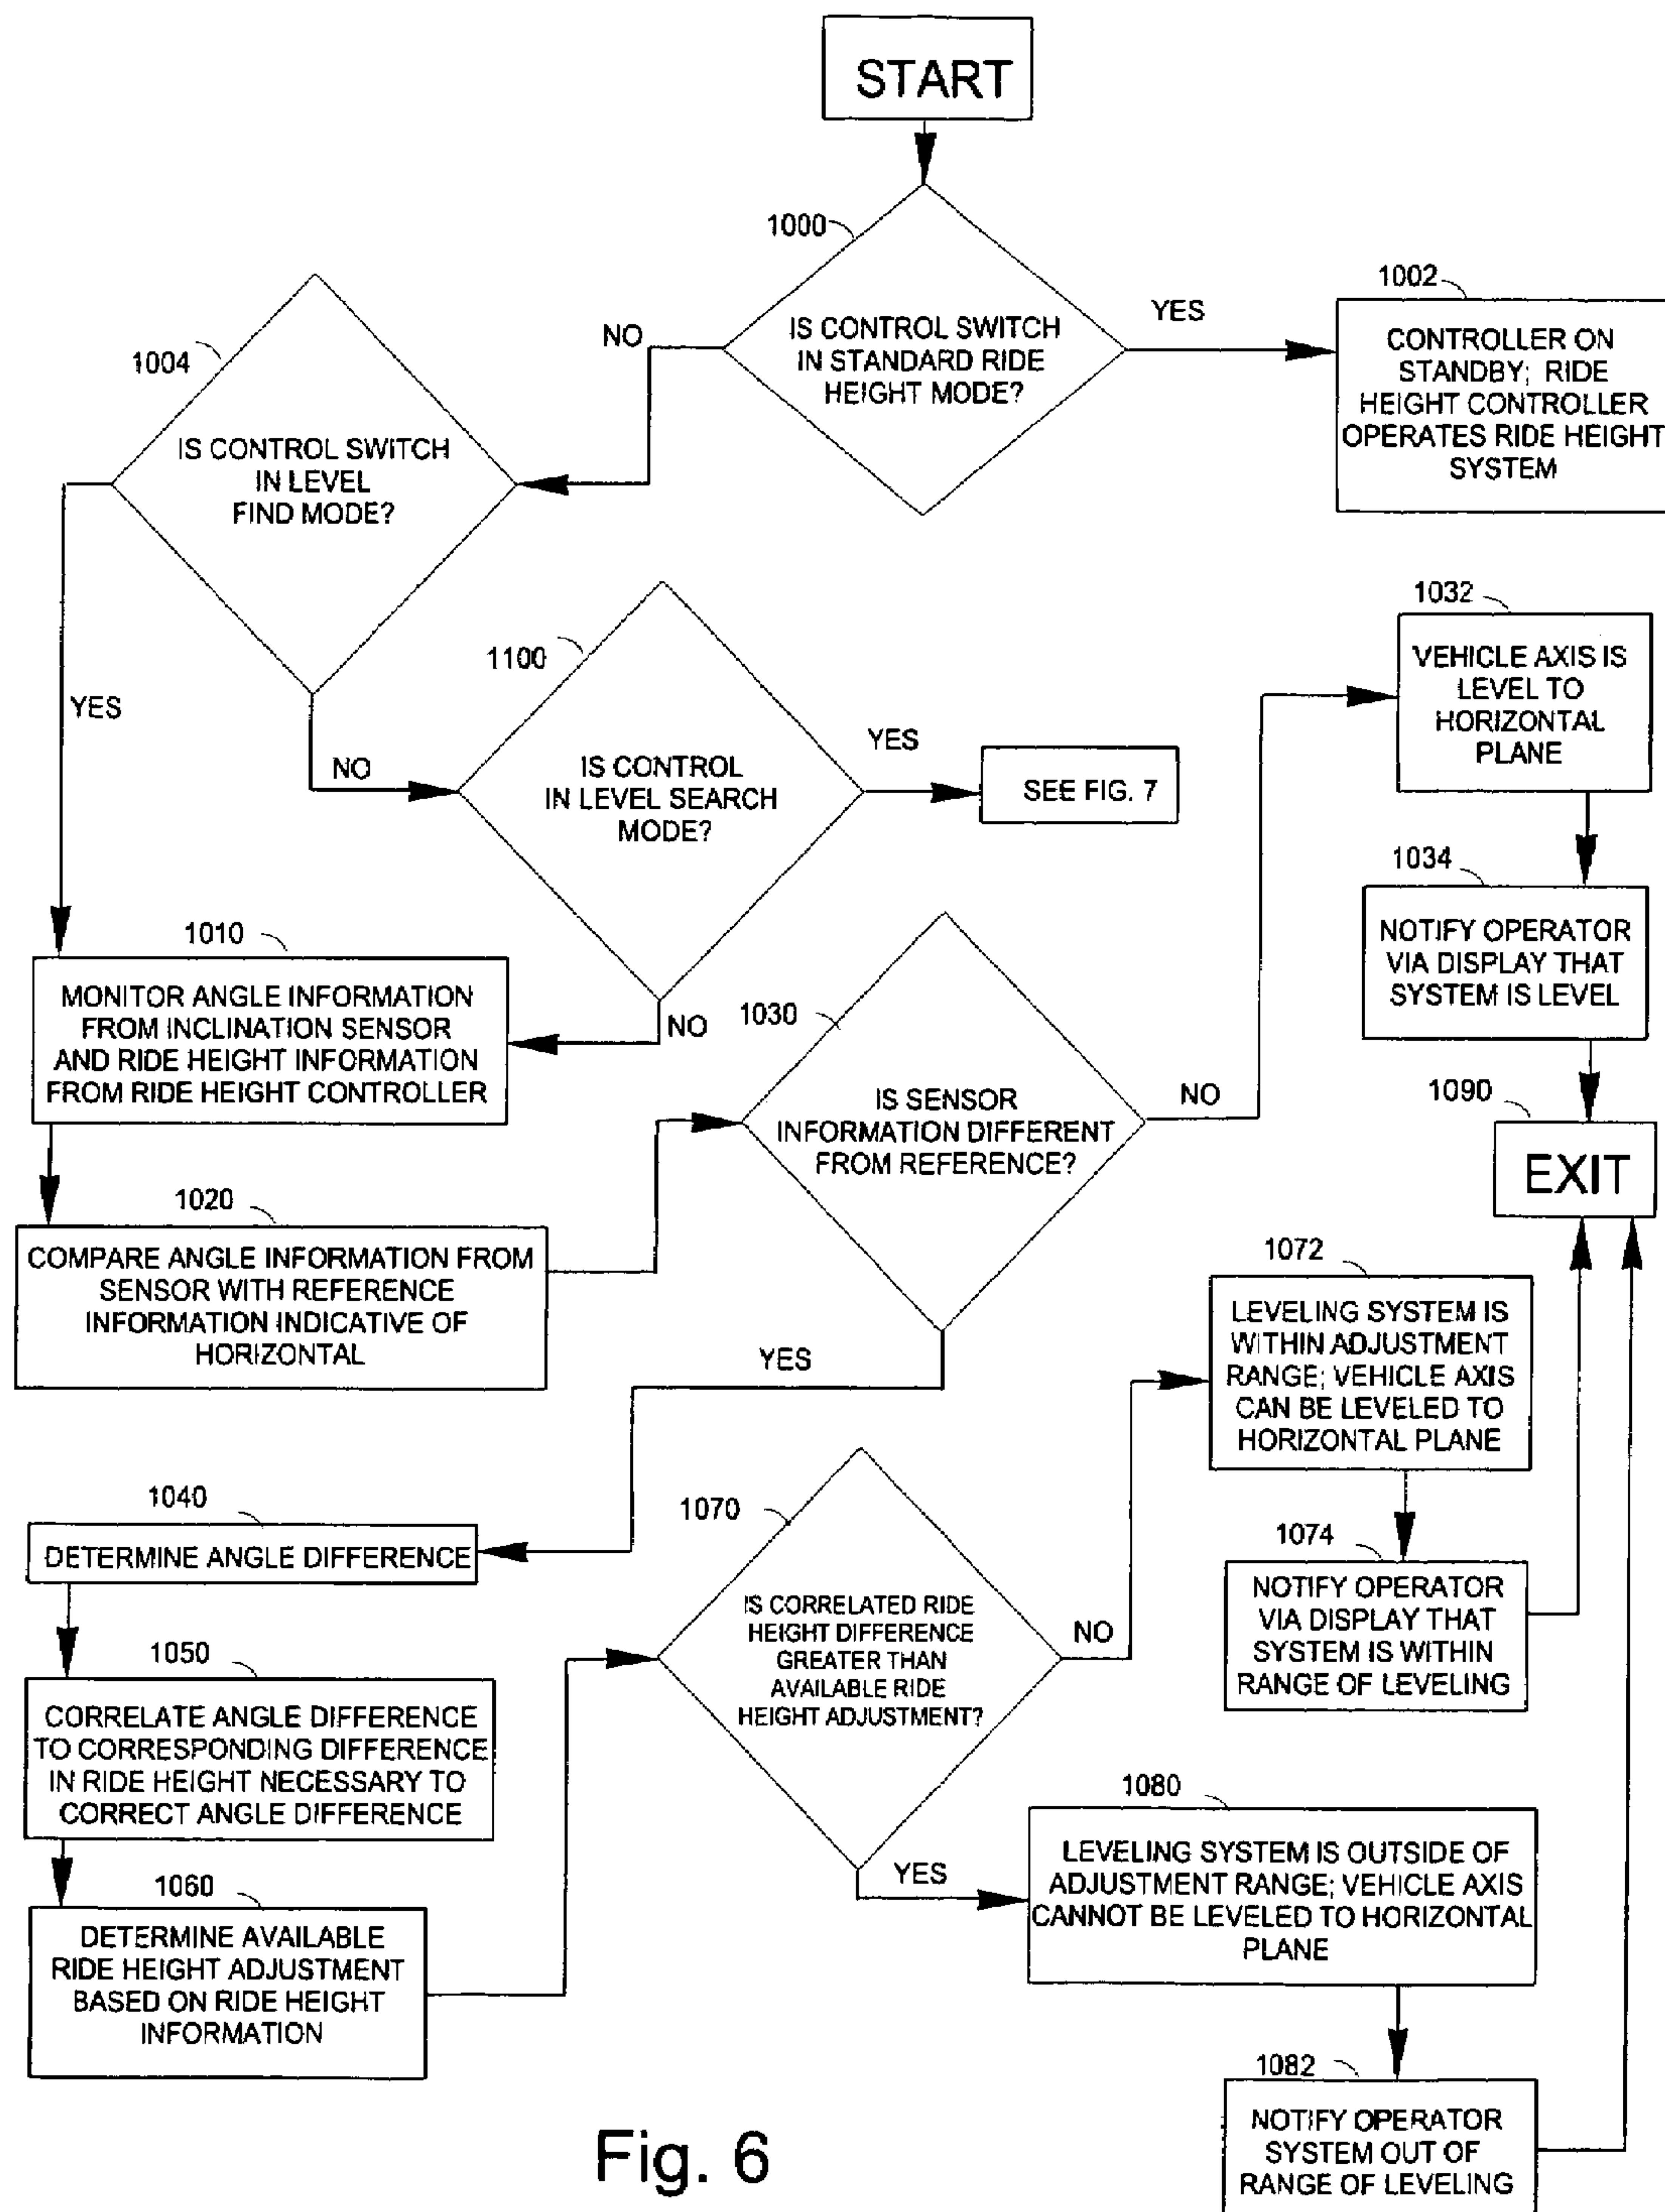 START
1000
IS CONTROL SWITCH
IN STANDARD RIDE
HEIGHT MODE?
YES
NO
1002
CONTROLLER ON
STANDBY; RIDE
HEIGHT CONTROLLER
OPERATES RIDE HEIGHT
SYSTEM
1004
IS CONTROL SWITCH
IN LEVEL
FIND MODE?
YES
NO
1100
IS CONTROL
IN LEVEL SEARCH
MODE?
YES
SEE FIG. 7
NO
1032
VEHICLE AXIS IS
LEVEL TO
HORIZONTAL
PLANE
1034
NOTIFY OPERATOR
VIA DISPLAY THAT
SYSTEM IS LEVEL
1090
EXIT
1010
MONITOR ANGLE INFORMATION
FROM INCLINATION SENSOR
AND RIDE HEIGHT INFORMATION
FROM RIDE HEIGHT CONTROLLER
1020
COMPARE ANGLE INFORMATION FROM
SENSOR WITH REFERENCE
INFORMATION INDICATIVE OF
HORIZONTAL
1030
IS SENSOR
INFORMATION DIFFERENT
FROM REFERENCE?
NO
YES
1040
DETERMINE ANGLE DIFFERENCE
1050
CORRELATE ANGLE DIFFERENCE
TO CORRESPONDING DIFFERENCE
IN RIDE HEIGHT NECESSARY TO
CORRECT ANGLE DIFFERENCE
1060
DETERMINE AVAILABLE
RIDE HEIGHT ADJUSTMENT
BASED ON RIDE HEIGHT
INFORMATION
1070
IS CORRELATED RIDE
HEIGHT DIFFERENCE
GREATER THAN
AVAILABLE RIDE
HEIGHT ADJUSTMENT?
NO
YES
1072
LEVELING SYSTEM IS
WITHIN ADJUSTMENT
RANGE; VEHICLE AXIS
CAN BE LEVELED TO
HORIZONTAL PLANE
1074
NOTIFY OPERATOR
VIA DISPLAY THAT
SYSTEM IS WITHIN
RANGE OF LEVELING
1080
LEVELING SYSTEM IS OUTSIDE OF
ADJUSTMENT RANGE; VEHICLE AXIS
CANNOT BE LEVELED TO HORIZONTAL
PLANE
1082
NOTIFY OPERATOR
SYSTEM OUT OF
RANGE OF LEVELING
Fig. 6